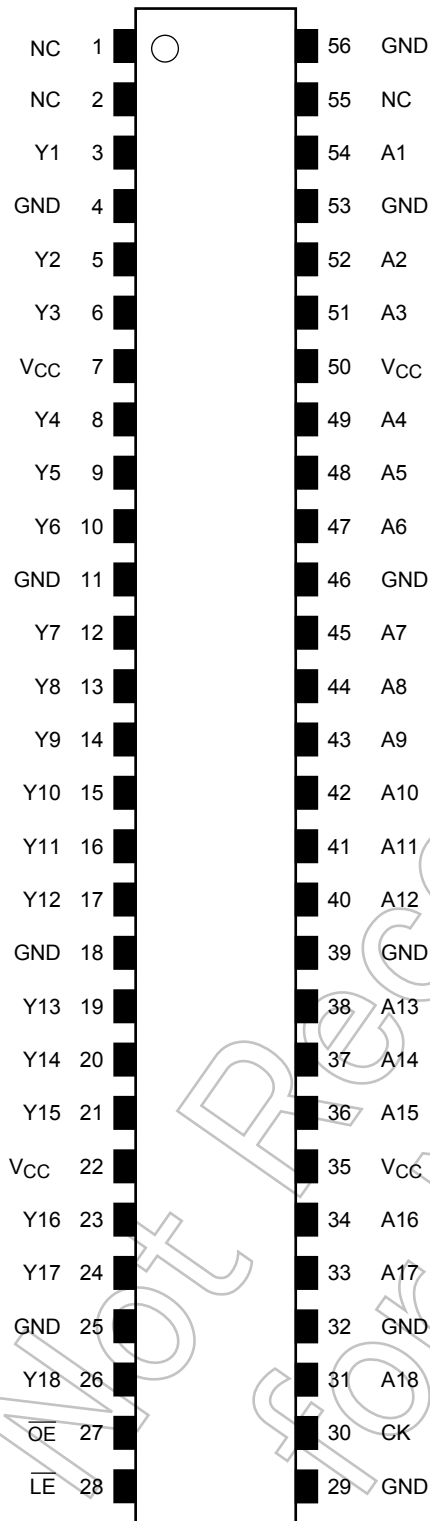 NC 1 56 GND
NC 2 55 NC
Y1 3 54 A1
GND 4 53 GND
Y2 5 52 A2
Y3 6 51 A3
VCC 7 50 VCC
Y4 8 49 A4
Y5 9 48 A5
Y6 10 47 A6
GND 11 46 GND
Y7 12 45 A7
Y8 13 44 A8
Y9 14 43 A9
Y10 15 42 A10
Y11 16 41 A11
Y12 17 40 A12
GND 18 39 GND
Y13 19 38 A13
Y14 20 37 A14
Y15 21 36 A15
VCC 22 35 VCC
Y16 23 34 A16
Y17 24 33 A17
GND 25 32 GND
Y18 26 31 A18
O̅E̅ 27 30 CK
L̅E̅ 28 29 GND
Not Rec
for